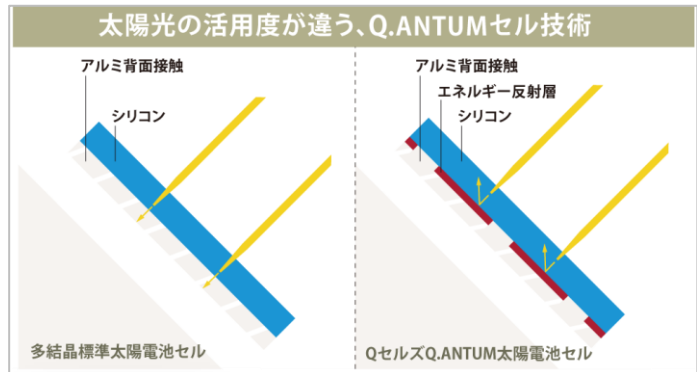 太陽光の活用度が違う、Q.ANTUMセル技術
アルミ背面接触
シリコン
多結晶標準太陽電池セル
アルミ背面接触
エネルギー反射層
シリコン
QセルズQ.ANTUM太陽電池セル